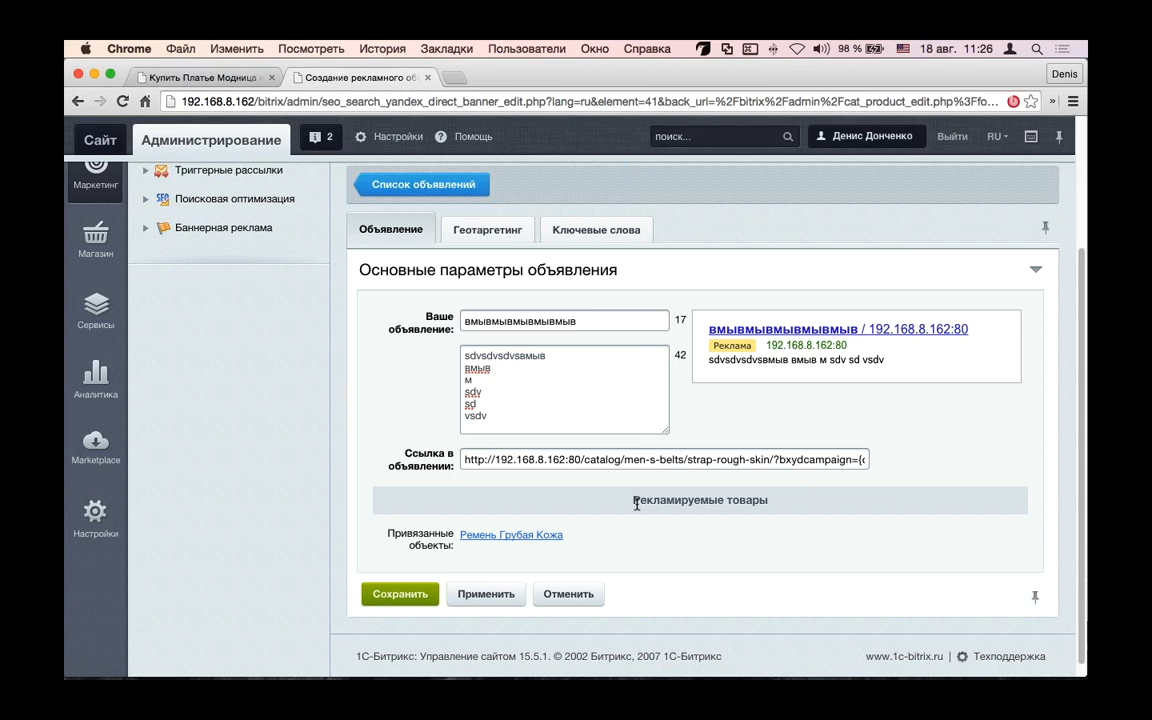 Chrome Файл Изменить Посмотреть История Закладки Пользователи Окно Справка 98 % 18 авг. 11:26
Купить Платье Модница
Создание рекламного об
Denis
192.168.8.162/bitrix/admin/seo_search_yandex_direct_banner_edit.php?lang=ru&element=41&back_url=%2Fbitrix%2Fadmin%2Fcat_product_edit.php%3Ffo...
Сайт
Администрирование
2
Настройки
Помощь
поиск...
Денис Донченко
Выйти
RU
Маркетинг
Магазин
Сервисы
Аналитика
Marketplace
Настройки
Триггерные рассылки
Поисковая оптимизация
Баннерная реклама
Список объявлений
Объявление
Геотаргетинг
Ключевые слова
Основные параметры объявления
Ваше
объявление:
вмывмывмывмывмыв
17
sdvsdvsdvsвмыв
вмыв
м
sdv
sd
vsdv
42
вмывмывмывмывмыв / 192.168.8.162:80
Реклама 192.168.8.162:80
sdvsdvsdvsвмыв вмыв м sdv sd vsdv
Ссылка в
объявлении:
http://192.168.8.162:80/catalog/men-s-belts/strap-rough-skin/?bxydcampaign={c
Рекламируемые товары
Привязанные
объекты:
Ремень Грубая Кожа
Сохранить
Применить
Отменить
1С-Битрикс: Управление сайтом 15.5.1. © 2002 Битрикс, 2007 1С-Битрикс
www.1c-bitrix.ru | Техподдержка